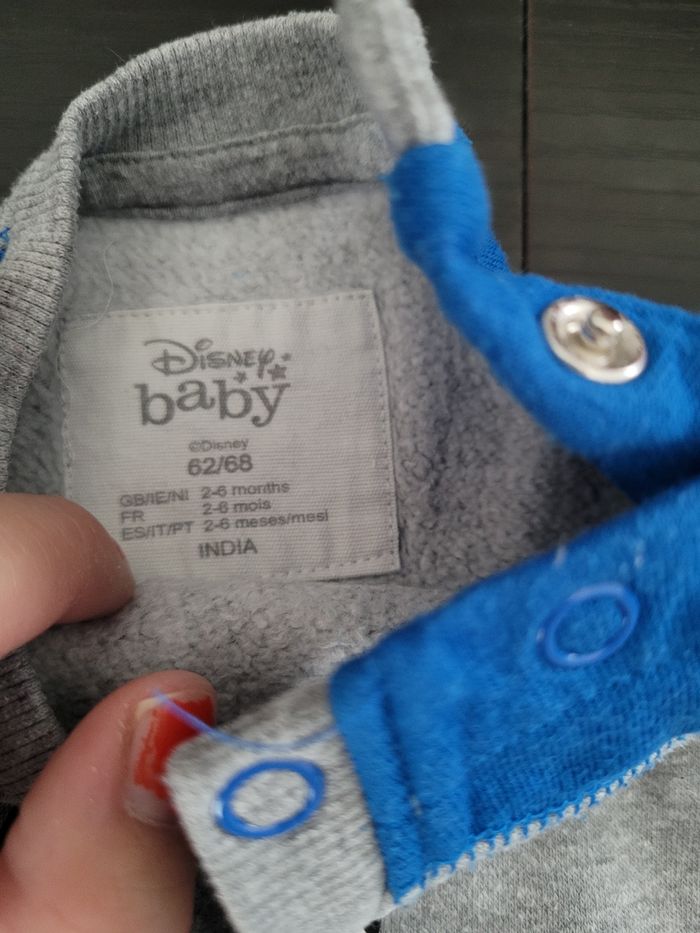 Disney
baby
©Disney
62/68
GB/IE/NI 2-6 months
FR 2-6 mois
ES/IT/PT 2-6 meses/mesi
INDIA